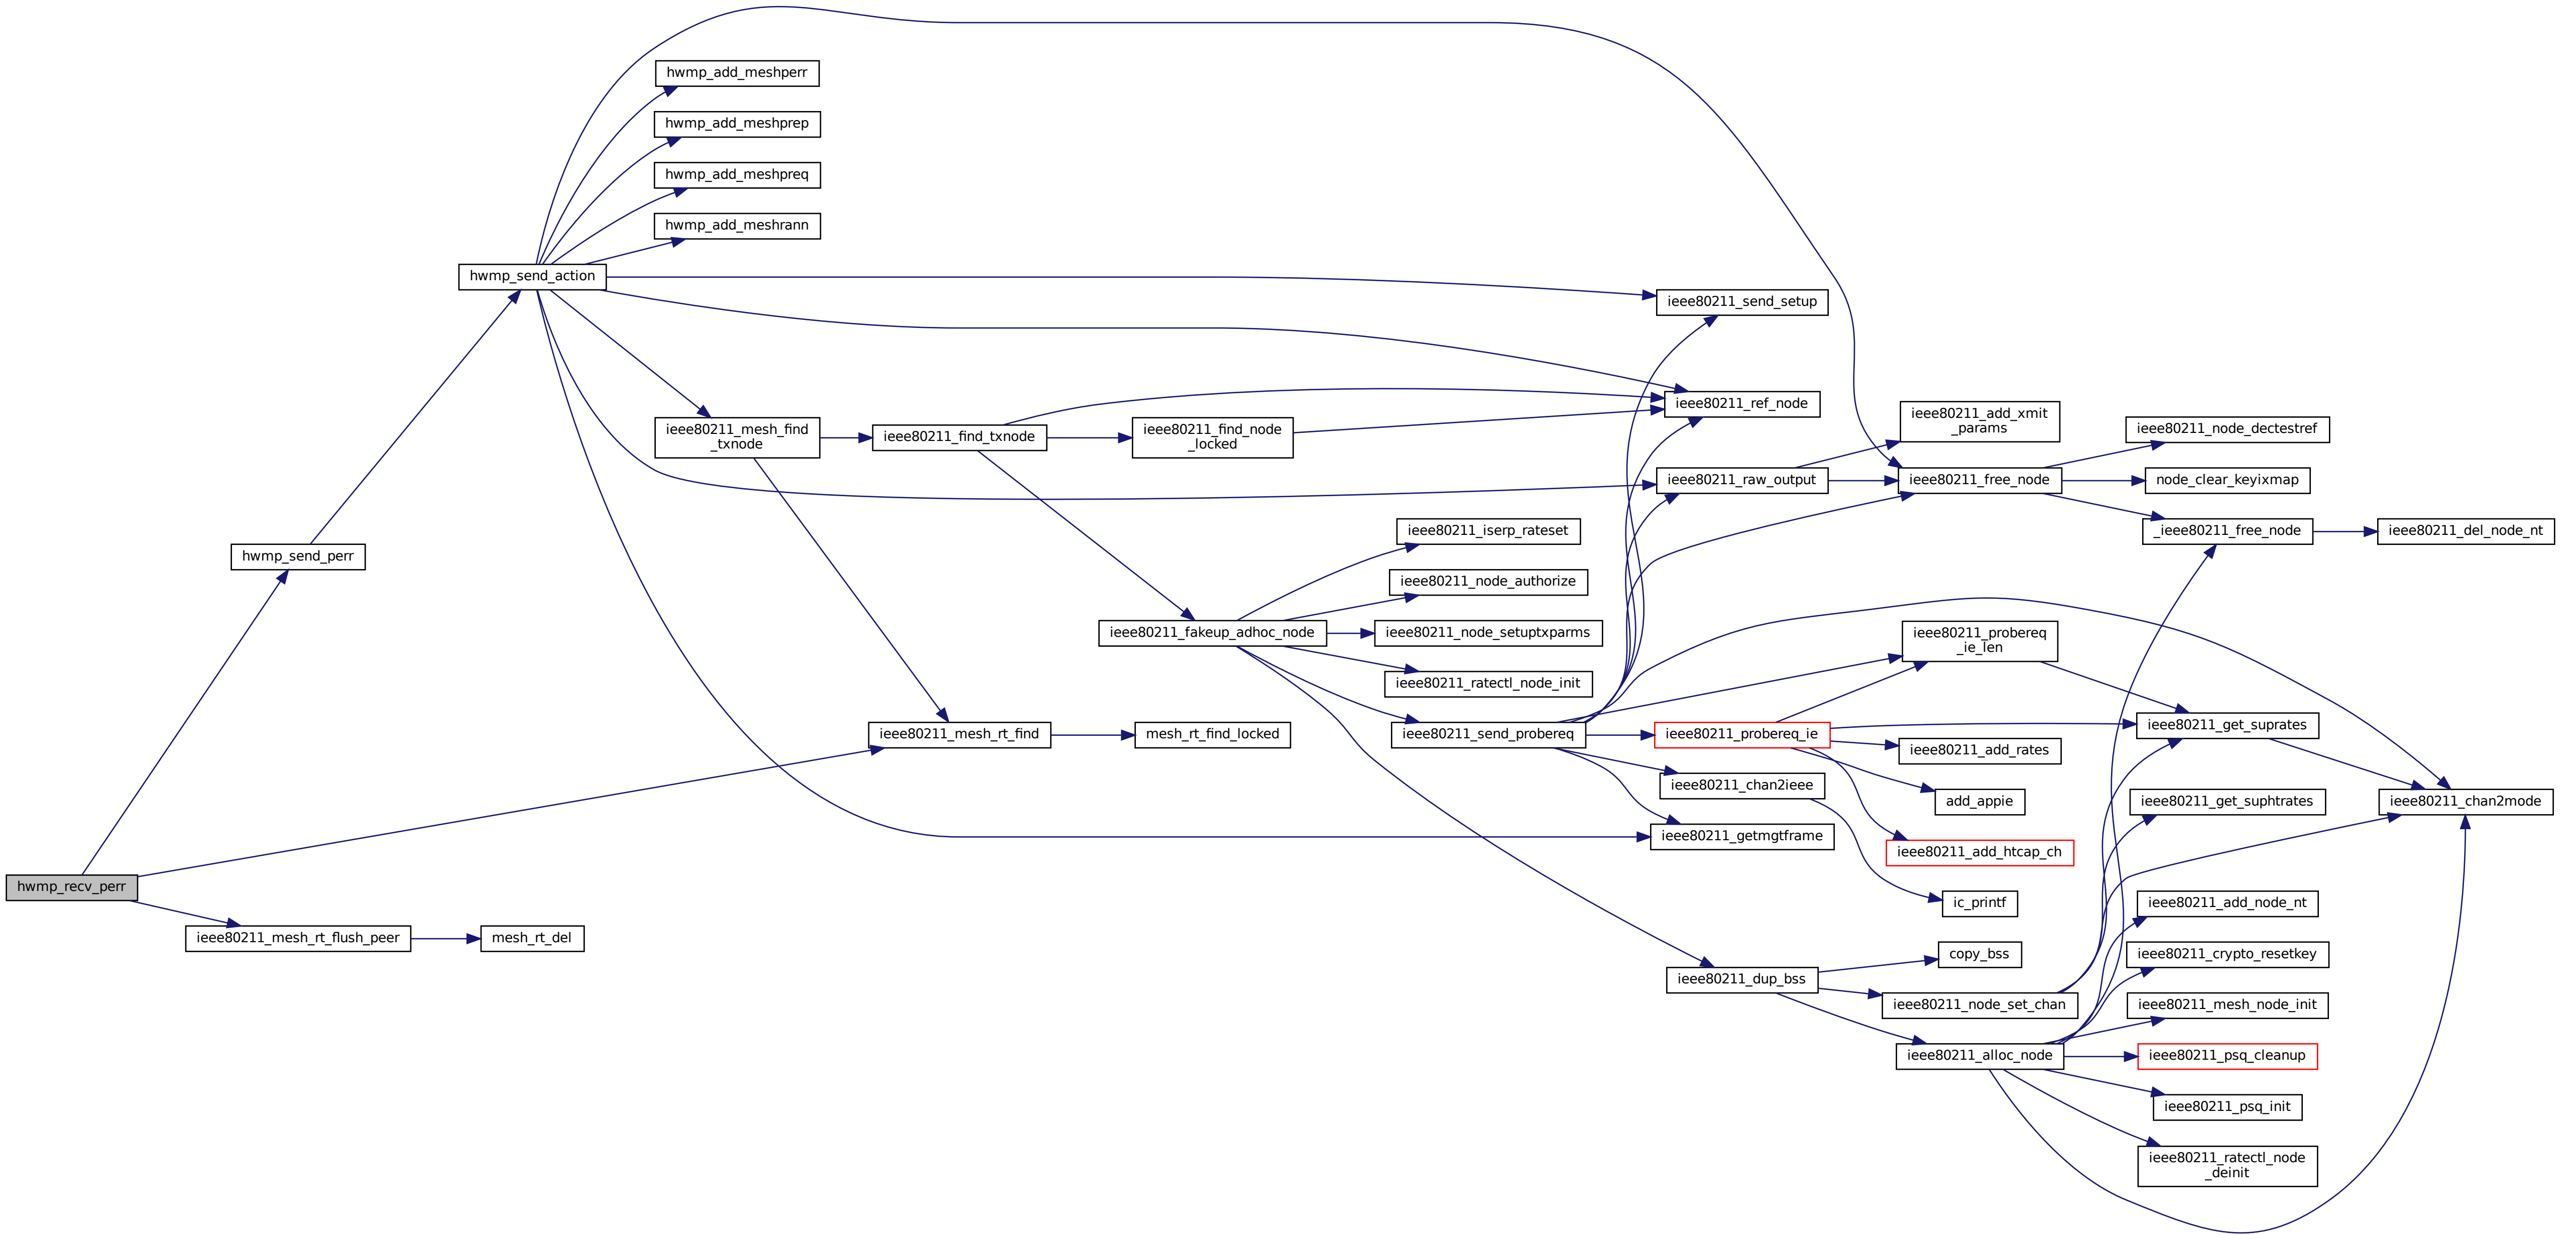 hwmp_add_meshperr
hwmp_add_meshprep
hwmp_add_meshpreq
hwmp_add_meshrann
hwmp_send_action
ieee80211_send_setup
ieee80211_ref_node
ieee80211_mesh_find
_txnode
ieee80211_find_txnode
ieee80211_find_node
_locked
ieee80211_add_xmit
_params
ieee80211_node_dectestref
ieee80211_raw_output
ieee80211_free_node
node_clear_keyixmap
ieee80211_iserp_rateset
_ieee80211_free_node
ieee80211_del_node_nt
hwmp_send_perr
ieee80211_node_authorize
ieee80211_fakeup_adhoc_node
ieee80211_node_setuptxparms
ieee80211_probereq
_ie_len
ieee80211_ratectl_node_init
ieee80211_mesh_rt_find
mesh_rt_find_locked
ieee80211_send_probereq
ieee80211_probereq_ie
ieee80211_get_suprates
ieee80211_add_rates
ieee80211_chan2ieee
add_appie
ieee80211_get_suphtrates
ieee80211_chan2mode
ieee80211_getmgtframe
ieee80211_add_htcap_ch
hwmp_recv_perr
ic_printf
ieee80211_add_node_nt
ieee80211_mesh_rt_flush_peer
mesh_rt_del
copy_bss
ieee80211_crypto_resetkey
ieee80211_dup_bss
ieee80211_node_set_chan
ieee80211_mesh_node_init
ieee80211_alloc_node
ieee80211_psq_cleanup
ieee80211_psq_init
ieee80211_ratectl_node
_deinit